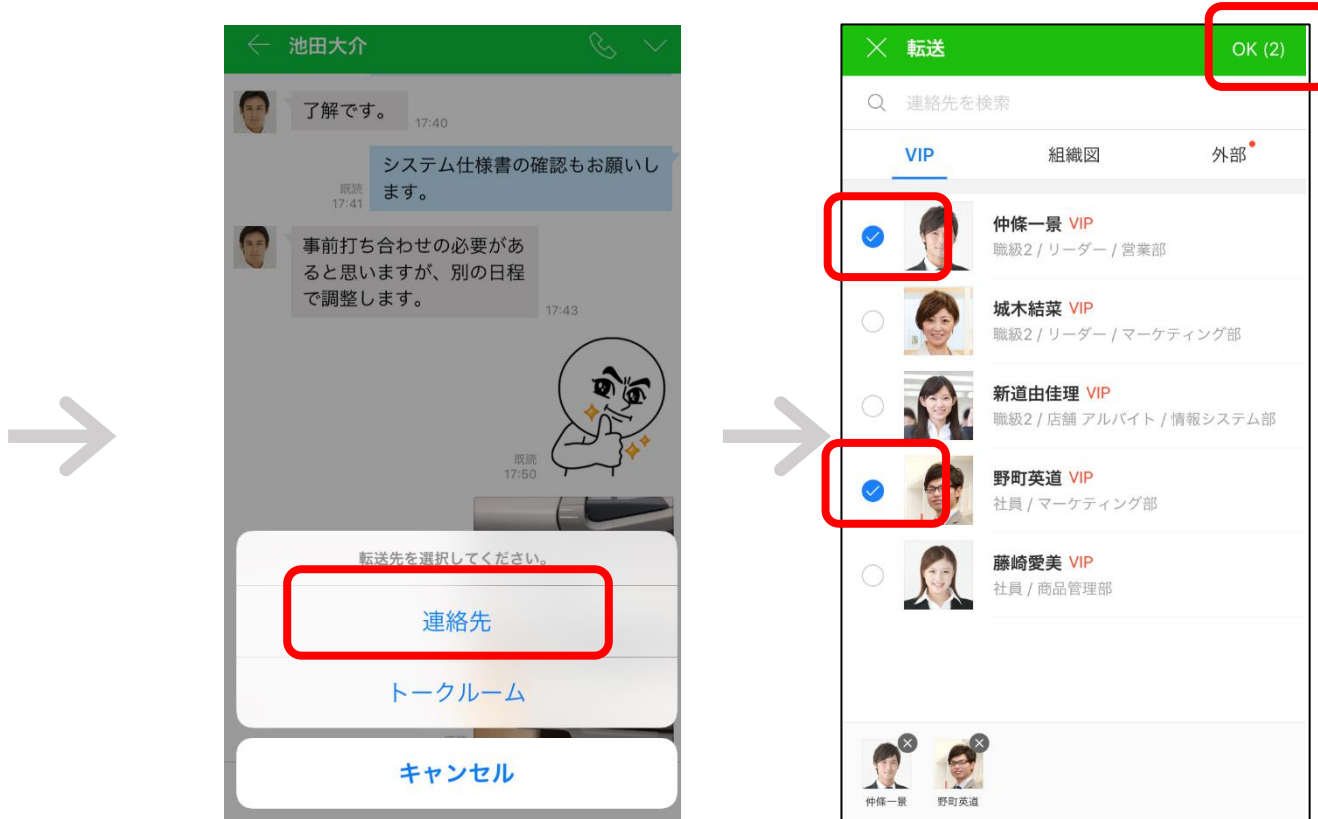 池田大介
了解です。
17:40
システム仕様書の確認もお願いし
ます。
既読
17:41
事前打ち合わせの必要があ
ると思いますが、別の日程
で調整します。
17:43
既読
17:50
転送先を選択してください。
連絡先
トークルーム
キャンセル
転送
OK (2)
連絡先を検索
VIP
組織図
外部
仲條一景 VIP
職級2 / リーダー / 営業部
城木結菜 VIP
職級2 / リーダー / マーケティング部
新道由佳理 VIP
職級2 / 店舗 アルバイト / 情報システム部
野町英道 VIP
社員 / マーケティング部
藤崎愛美 VIP
社員 / 商品管理部
仲條一景
野町英道